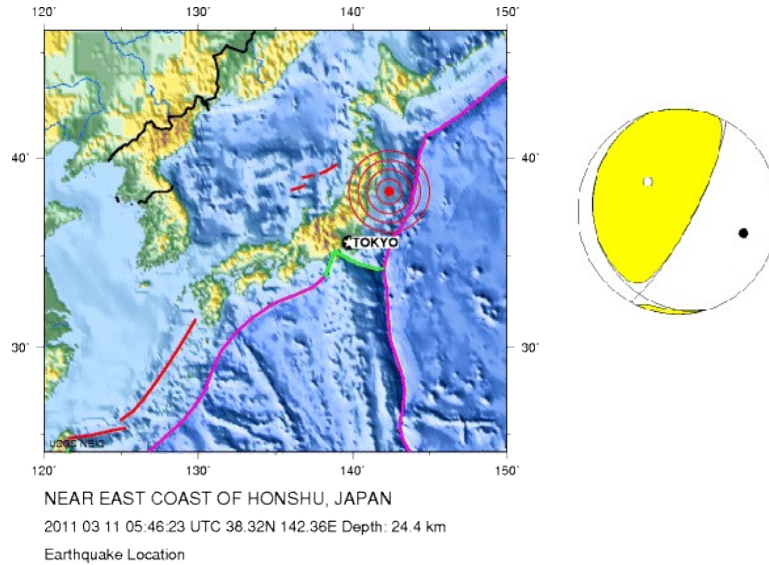 120˚ 130˚ 140˚ 150˚
40˚ 40˚
TOKYO
30˚ 30˚
USGS NEIC
120˚ 130˚ 140˚ 150˚
NEAR EAST COAST OF HONSHU, JAPAN
2011 03 11 05:46:23 UTC 38.32N 142.36E Depth: 24.4 km
Earthquake Location